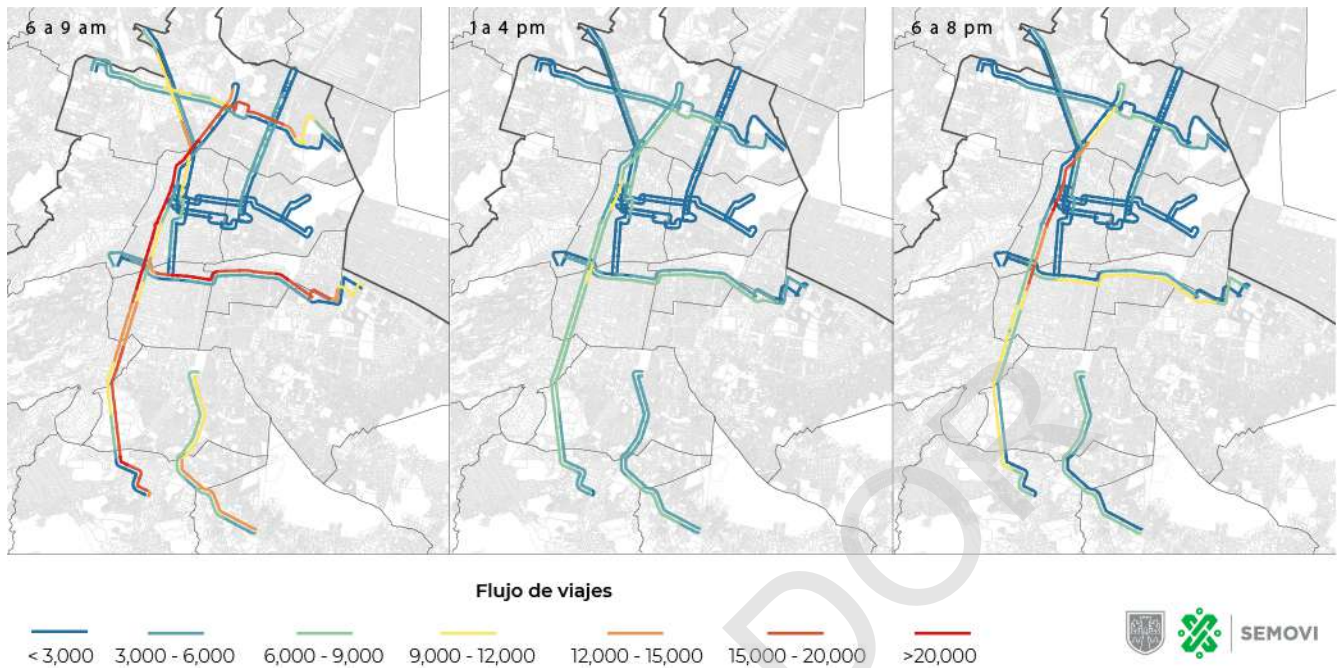 6 a 9 am
1 a 4 pm
6 a 8 pm
DOR
Flujo de viajes
< 3,000
3,000 - 6,000
6,000 - 9,000
9,000 - 12,000
12,000 - 15,000
15,000 - 20,000
>20,000
SEMOVI